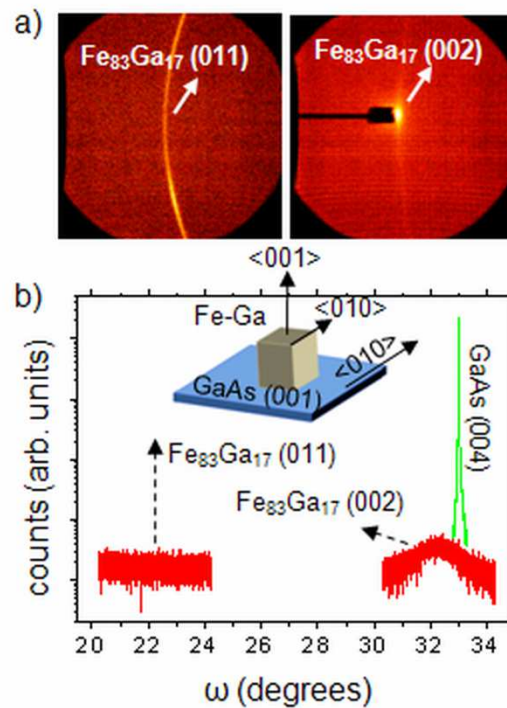 a)
Fe₈₃Ga₁₇ (011)
Fe₈₃Ga₁₇ (002)
b)
<001>
Fe-Ga
<010>
<010>
GaAs (001)
GaAs (004)
Fe₈₃Ga₁₇ (011)
Fe₈₃Ga₁₇ (002)
counts (arb. units)
20 22 24 26 28 30 32 34
ω (degrees)